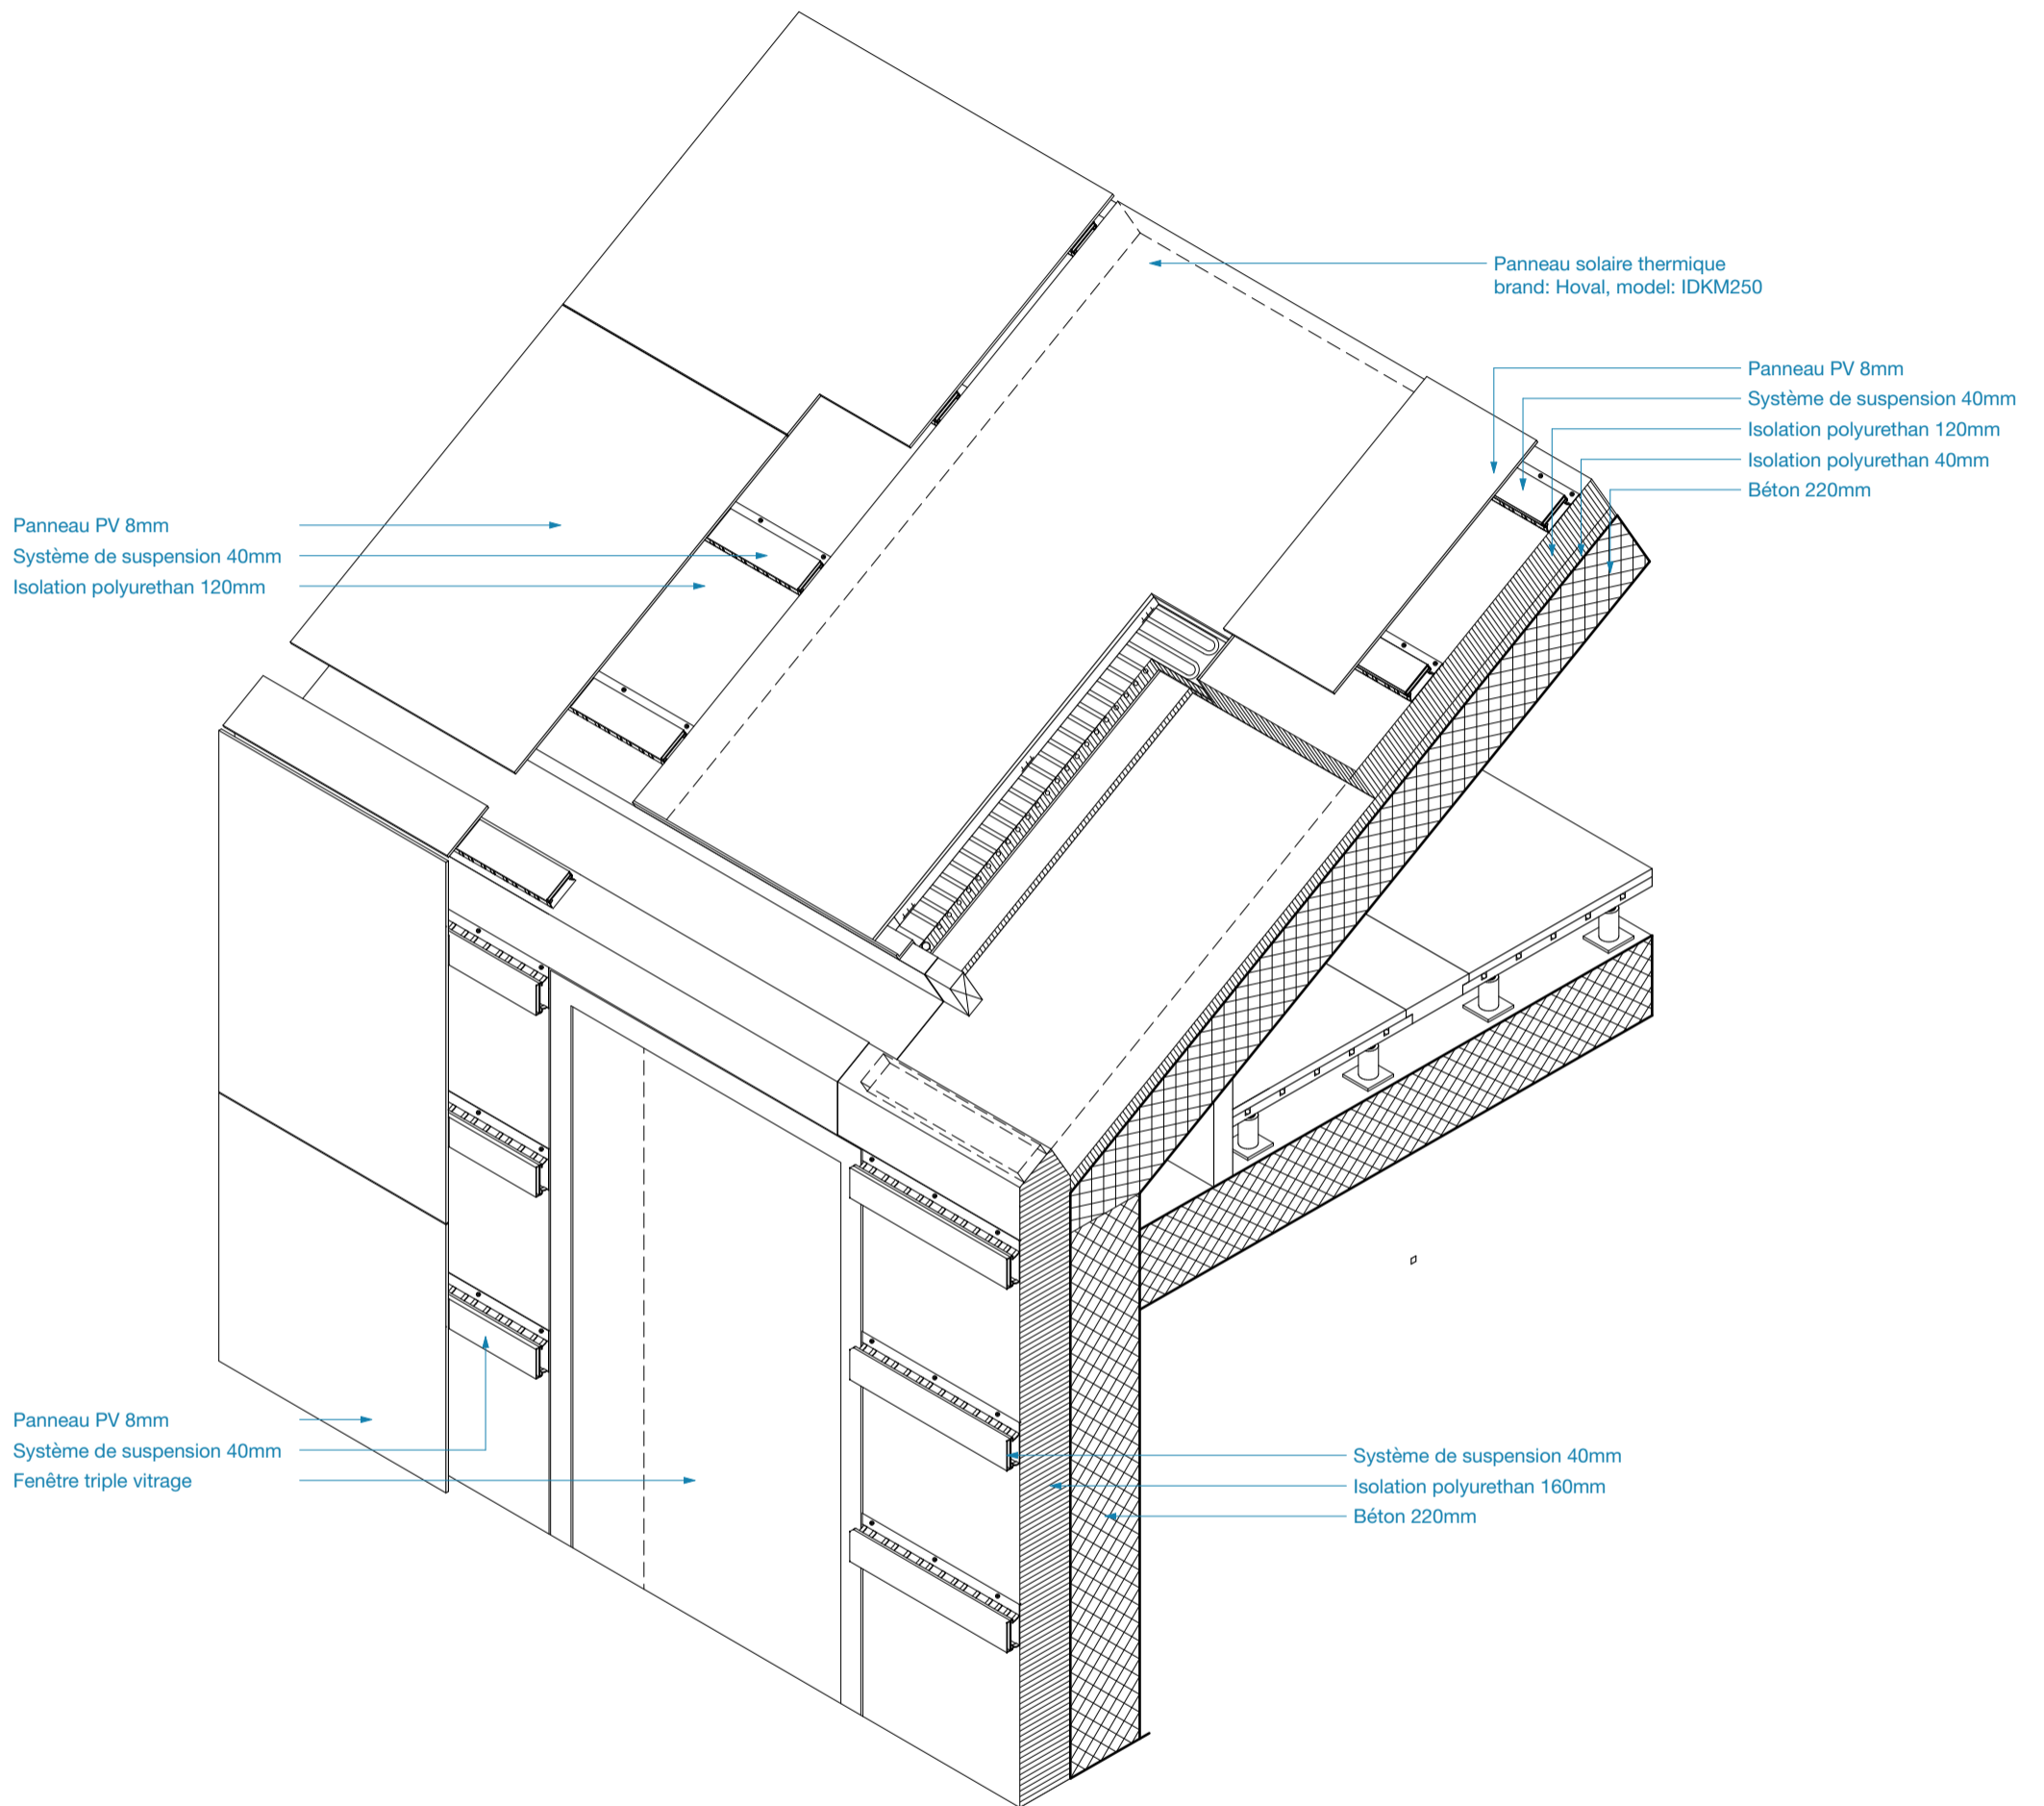 Panneau solaire thermique
brand: Hoval, model: IDKM250
Panneau PV 8mm
Système de suspension 40mm
Isolation polyurethan 120mm
Isolation polyurethan 40mm
Béton 220mm
Panneau PV 8mm
Système de suspension 40mm
Isolation polyurethan 120mm
Panneau PV 8mm
Système de suspension 40mm
Fenêtre triple vitrage
Système de suspension 40mm
Isolation polyurethan 160mm
Béton 220mm